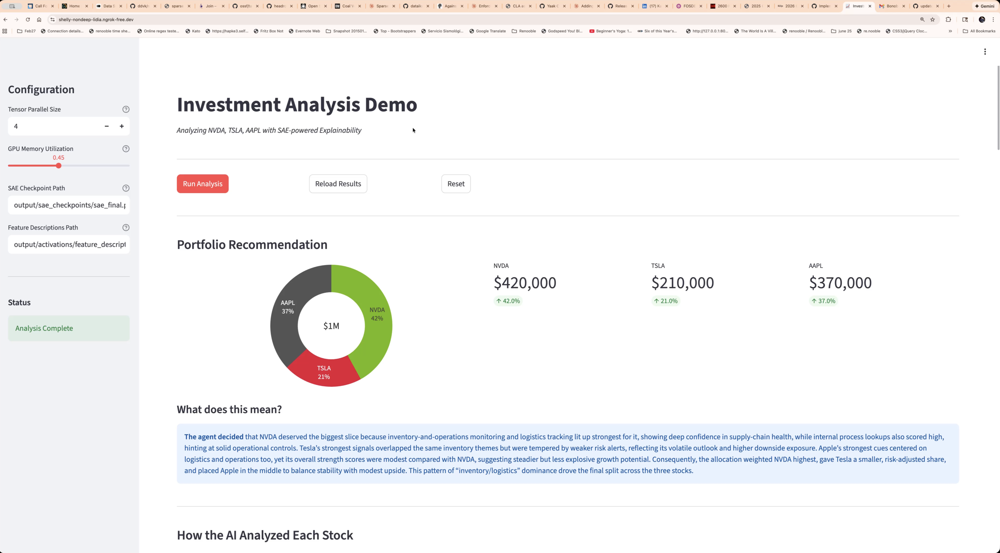 Call Fo
Home
Data S
ddvk/r
sparse
Join –
ossf/ta
headro
Open
Coal V
Sparse
dataik
Agains
Enforc
CLA as
Yaak C
Adding
Releas
(17) Ka
FOSDE
2600
2025
2026
Implem
Invest
Bonob
updat
Gemini
shelly-nondeep-lidia.ngrok-free.dev
Feb27
Connection details...
renooble time she...
Online regex teste...
Kato
https://hapke3.self...
Fritz Box Not
Evernote Web
Snapshot 201501...
Top - Bootstrappers
Servicio Sismológi...
Google Translate
Renooble
Godspeed You! Bl...
Beginner's Yoga: 1...
Six of this Year's...
http://127.0.0.1:80...
The World Is A Vill...
renooble / Renoobl...
june 25
re.nooble
CSS3/jQuery Cloc...
All Bookmarks
Configuration
Tensor Parallel Size
4
GPU Memory Utilization
0.45
SAE Checkpoint Path
output/sae_checkpoints/sae_final.p
Feature Descriptions Path
output/activations/feature_descript
Status
Analysis Complete
Investment Analysis Demo
Analyzing NVDA, TSLA, AAPL with SAE-powered Explainability
Run Analysis
Reload Results
Reset
Portfolio Recommendation
AAPL
37%
NVDA
42%
$1M
TSLA
21%
NVDA
$420,000
↑ 42.0%
TSLA
$210,000
↑ 21.0%
AAPL
$370,000
↑ 37.0%
What does this mean?
The agent decided that NVDA deserved the biggest slice because inventory-and-operations monitoring and logistics tracking lit up strongest for it, showing deep confidence in supply-chain health, while internal process lookups also scored high,
hinting at solid operational controls. Tesla's strongest signals overlapped the same inventory themes but were tempered by weaker risk alerts, reflecting its volatile outlook and higher downside exposure. Apple's strongest cues centered on
logistics and operations too, yet its overall strength scores were modest compared with NVDA, suggesting steadier but less explosive growth potential. Consequently, the allocation weighted NVDA highest, gave Tesla a smaller, risk-adjusted share,
and placed Apple in the middle to balance stability with modest upside. This pattern of “inventory/logistics” dominance drove the final split across the three stocks.
How the AI Analyzed Each Stock